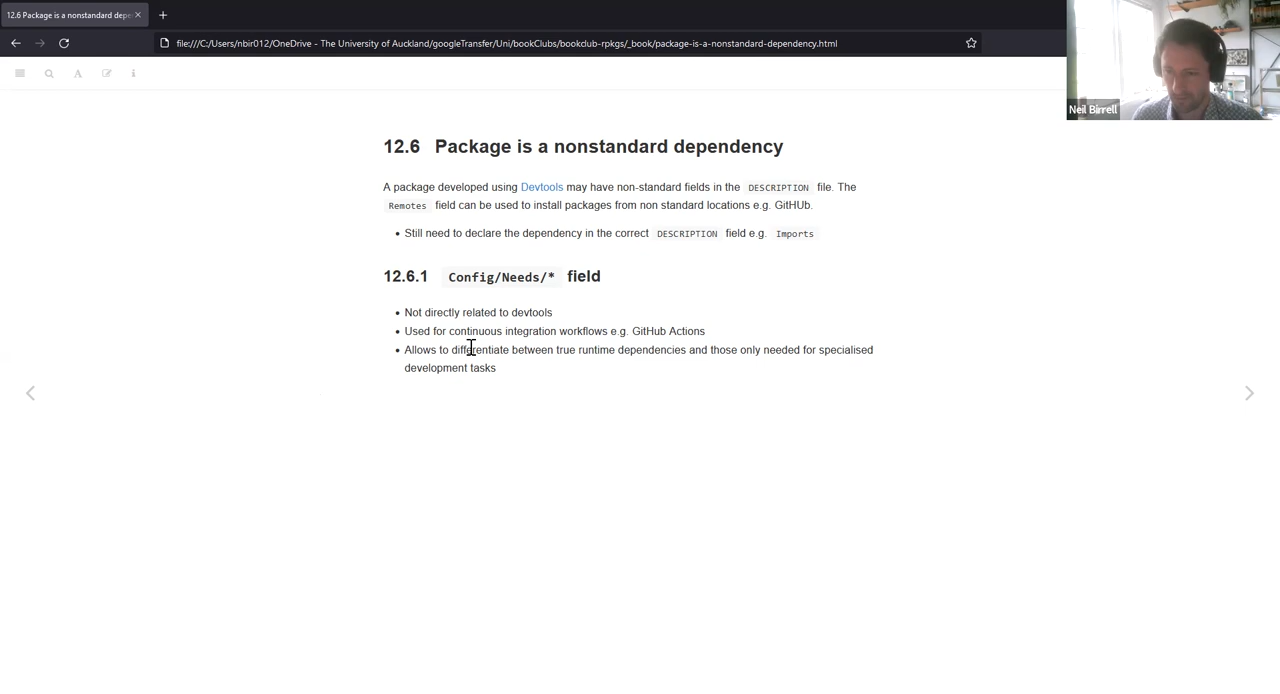 12.6 Package is a nonstandard depe
file:///C:/Users/nbir012/OneDrive - The University of Auckland/googleTransfer/Uni/bookClubs/bookclub-rpkgs/_book/package-is-a-nonstandard-dependency.html
Neil Birrell
12.6 Package is a nonstandard dependency
A package developed using Devtools may have non-standard fields in the DESCRIPTION file. The
Remotes field can be used to install packages from non standard locations e.g. GitHUb.
• Still need to declare the dependency in the correct DESCRIPTION field e.g. Imports
12.6.1 Config/Needs/* field
• Not directly related to devtools
• Used for continuous integration workflows e.g. GitHub Actions
• Allows to differentiate between true runtime dependencies and those only needed for specialised
development tasks